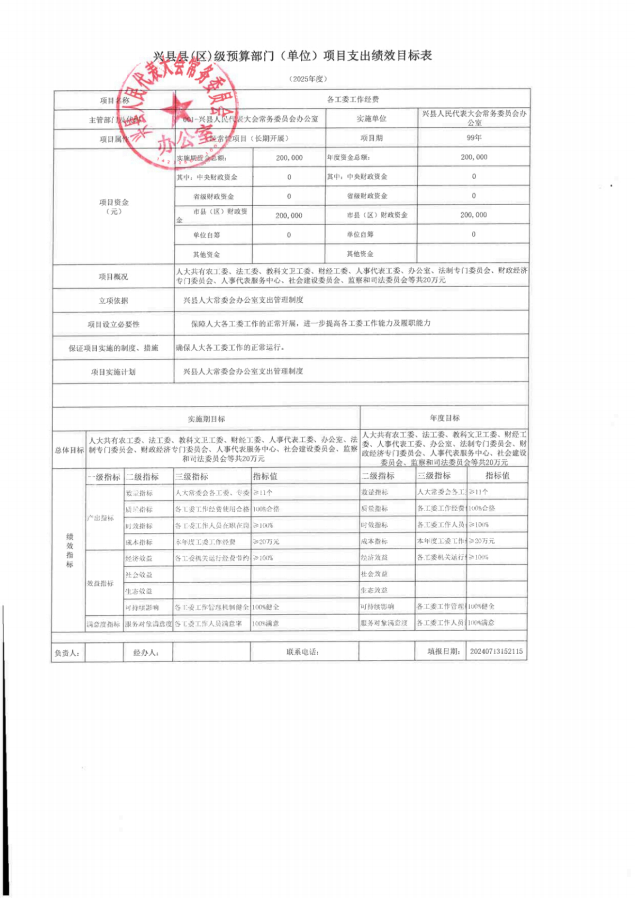 兴县县(区)级预算部门（单位）项目支出绩效目标表
（2025年度）
项目名称 各工委工作经费
兴县人民代表大会常务委员会办公室 实施单位 兴县人民代表大会常务委员会办公室
项目属性 项目（长期开展） 项目期 99年
项目资金（元）
实施期资金总额： 200,000 年度资金总额： 200,000
其中：中央财政资金 0 其中：中央财政资金 0
省级财政资金 0 省级财政资金 0
市县（区）财政资金 200,000 市县（区）财政资金 200,000
单位自筹 0 单位自筹 0
其他资金 其他资金
项目概况 人大共有农工委、法工委、教科文卫工委、财经工委、人事代表工委、办公室、法制专门委员会、财政经济
专门委员会、人事代表服务中心、社会建设委员会、监察和司法委员会等共20万元
立项依据 兴县人大常委会办公室支出管理制度
项目设立必要性 保障人大各工委工作的正常开展，进一步提高各工委工作能力及履职能力
保证项目实施的制度、措施 确保人大各工委工作的正常运行。
项目实施计划 兴县人大常委会办公室支出管理制度
实施期目标 年度目标
总体目标
人大共有农工委、法工委、教科文卫工委、财经工委、人事代表工委、办公室、法
制专门委员会、财政经济专门委员会、人事代表服务中心、社会建设委员会、监察
和司法委员会等共20万元
人大共有农工委、法工委、教科文卫工委、财经工
委、人事代表工委、办公室、法制专门委员会、财
政经济专门委员会、人事代表服务中心、社会建设
委员会、监察和司法委员会等共20万元
绩效指标
一级指标 二级指标 三级指标 指标值 二级指标 三级指标 指标值
产出指标
数量指标 人大常委会各工委、专委 ≥11个 数量指标 人大常委会各工 ≥11个
质量指标 各工委工作经费使用合格 100%合格 质量指标 各工委工作经费 100%合格
时效指标 各工委工作人员在职在岗 ≥100% 时效指标 各工委工作人员 ≥100%
成本指标 本年度工委工作经费 ≥20万元 成本指标 本年度工委工作 ≥20万元
效益指标
经济效益 各工委机关运行经费节约 ≥100% 经济效益 各工委机关运行 ≥100%
社会效益 社会效益
生态效益 生态效益
可持续影响 各工委工作管理机制健全 100%健全 可持续影响 各工委工作管理 100%健全
满意度指标 服务对象满意度 各工委工作人员满意率 100%满意 服务对象满意度 各工委工作人员 100%满意
负责人： 经办人： 联系电话： 填报日期： 20240713152115
兴县人民代表大会常务委员会
办公室